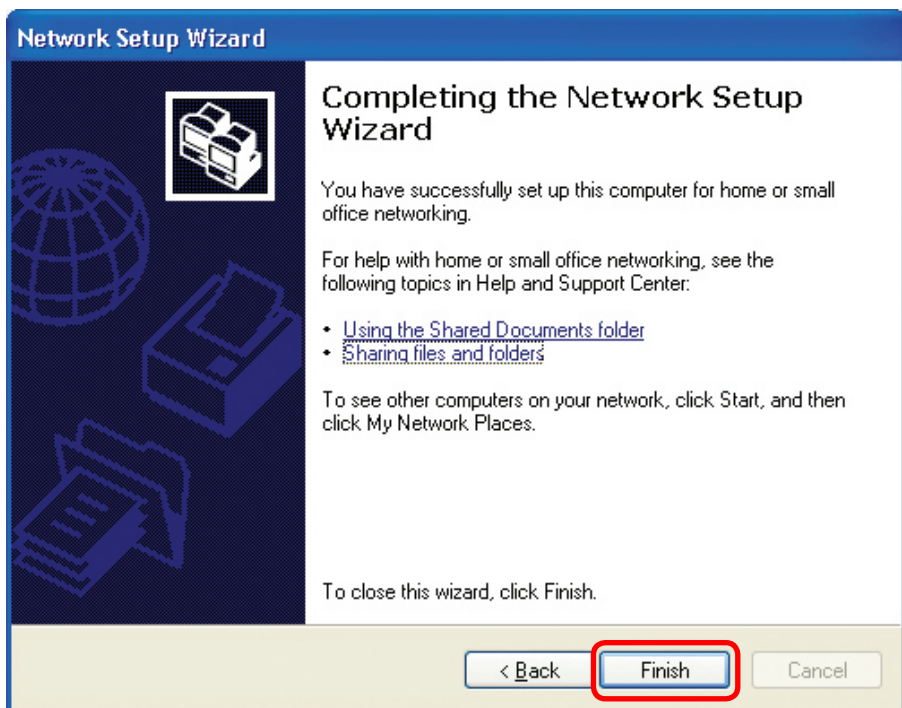 Network Setup Wizard
Completing the Network Setup
Wizard
You have successfully set up this computer for home or small
office networking.
For help with home or small office networking, see the
following topics in Help and Support Center:
• Using the Shared Documents folder
• Sharing files and folders
To see other computers on your network, click Start, and then
click My Network Places.
To close this wizard, click Finish.
< Back Finish Cancel